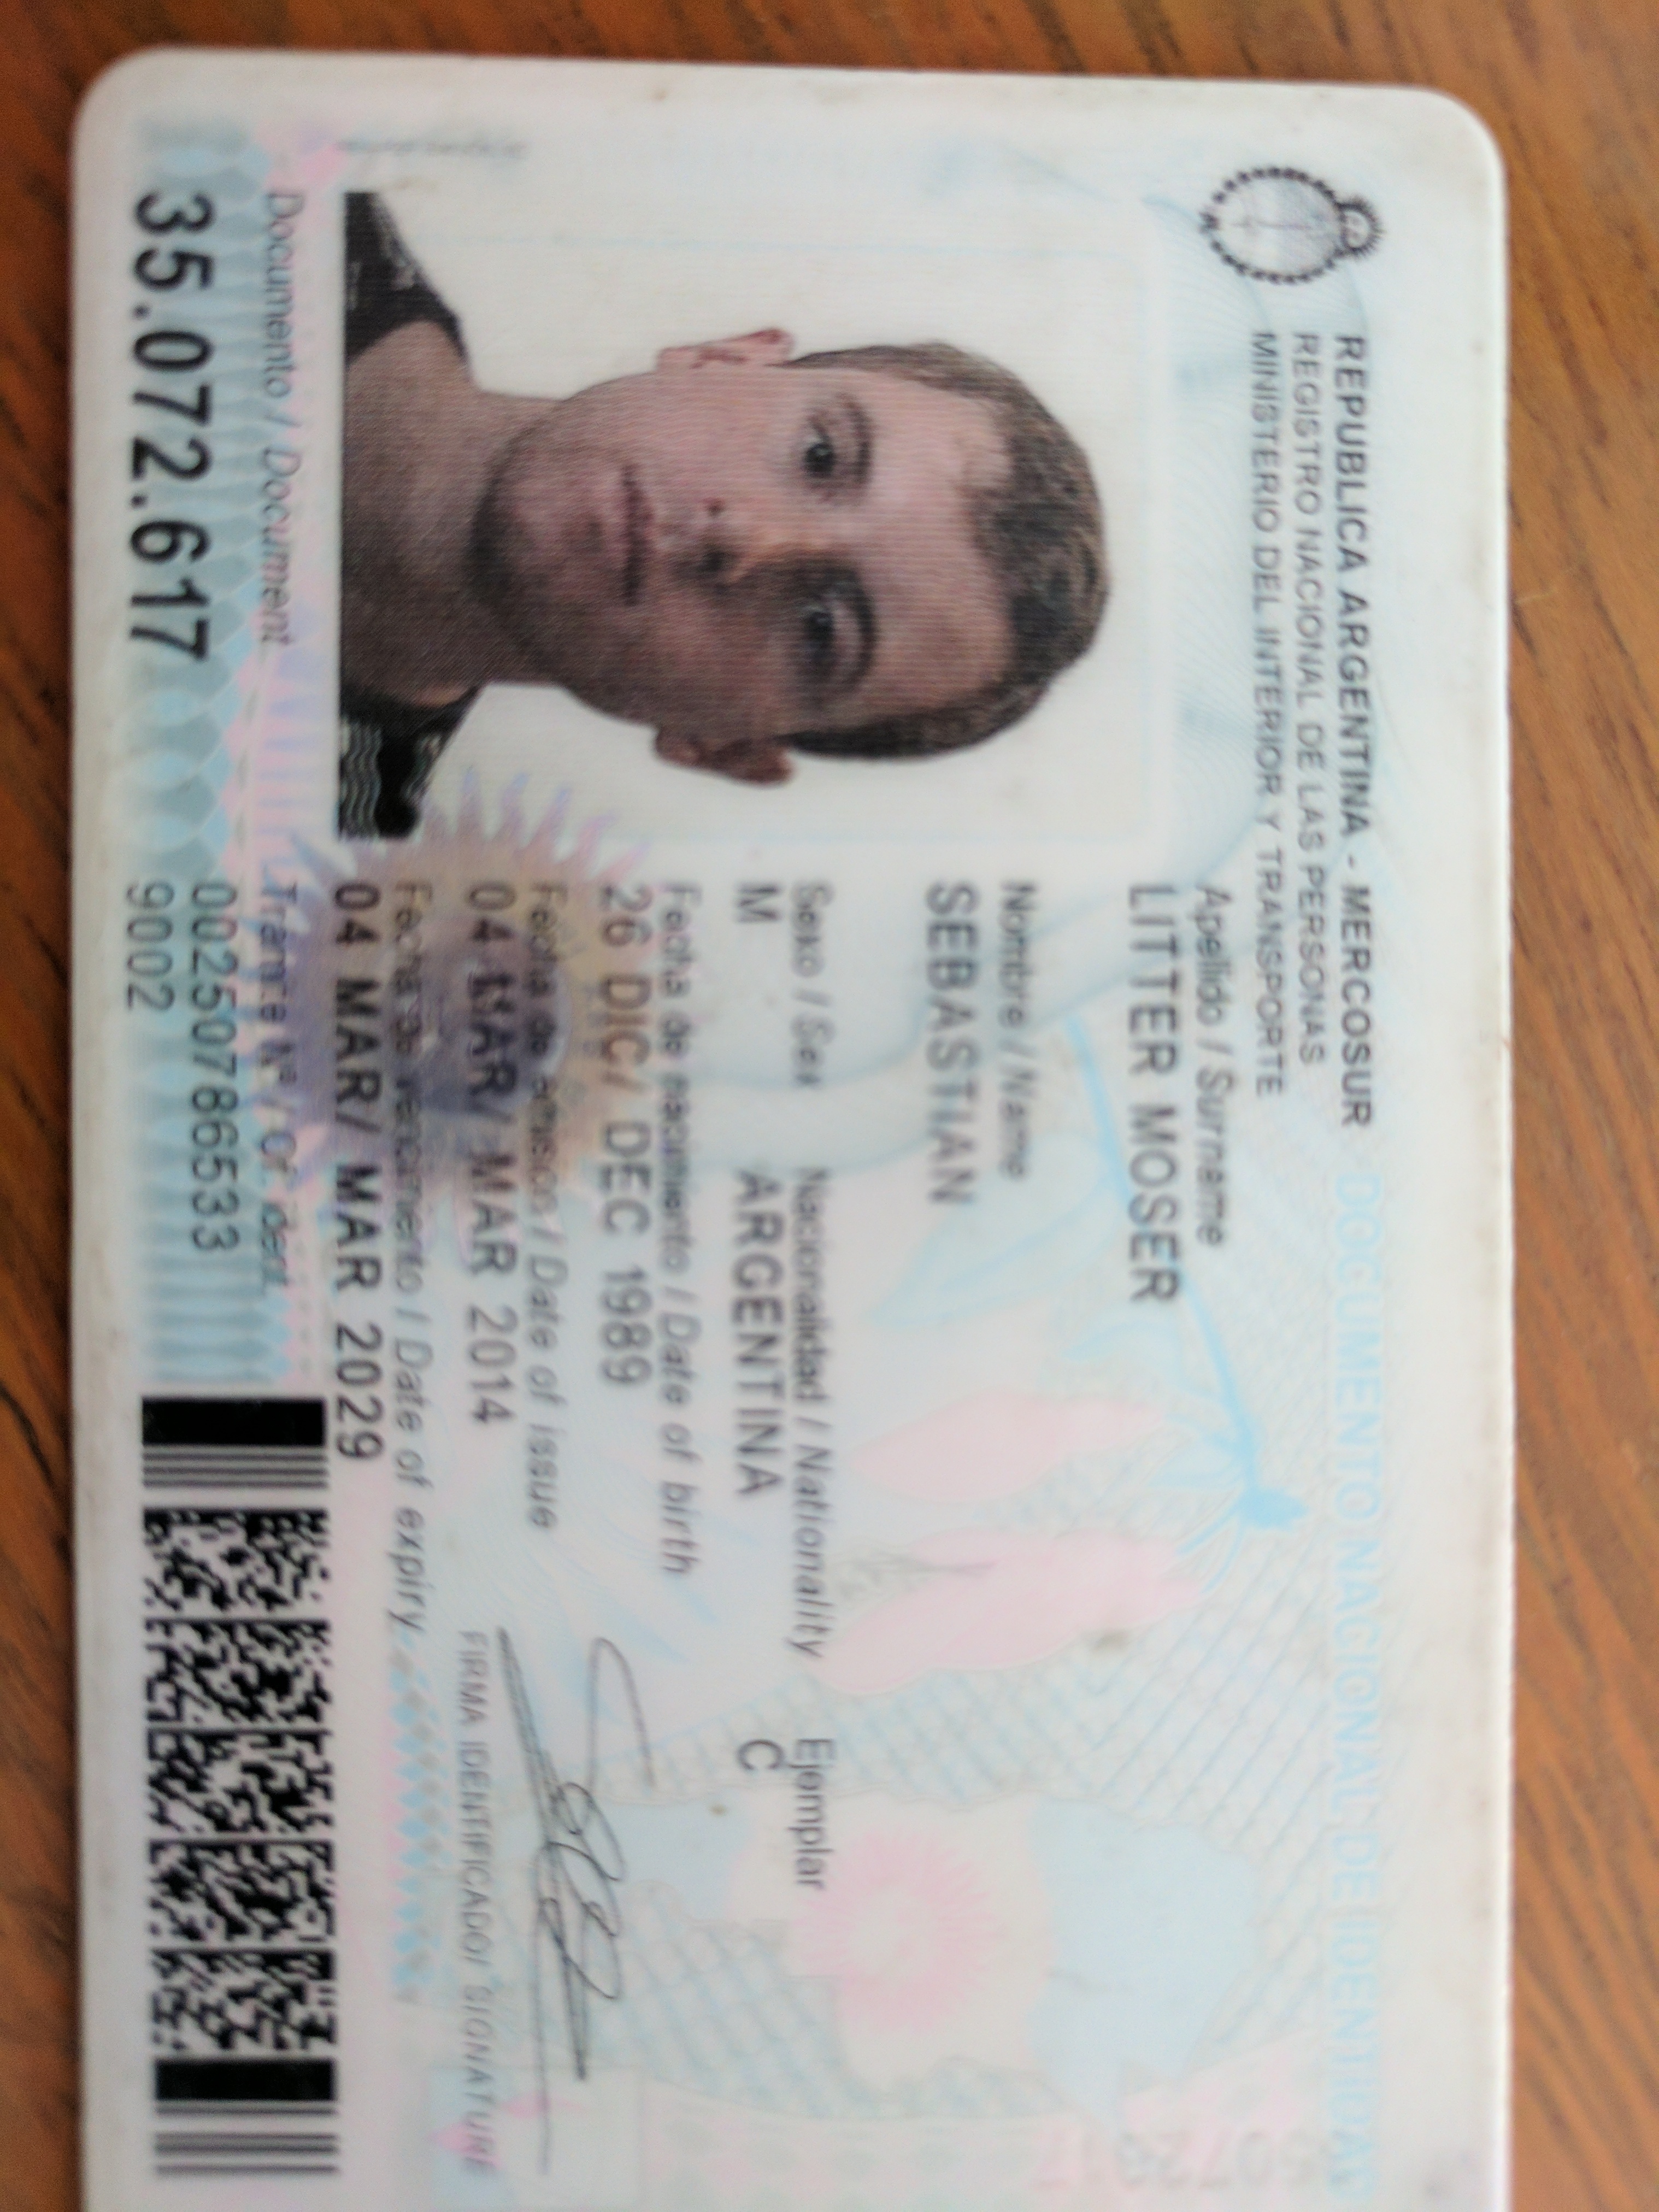 REPUBLICA ARGENTINA - MERCOSUR DOCUMENTO NACIONAL DE IDENTIDAD
REGISTRO NACIONAL DE LAS PERSONAS
MINISTERIO DEL INTERIOR Y TRANSPORTE
Apellido / Surname
LITTER MOSER
Nombre / Name
SEBASTIAN
Sexo / Sex Nacionalidad / Nationality Ejemplar
M ARGENTINA C
Fecha de nacimiento / Date of birth
26 DIC/ DEC 1989
Fecha de emision / Date of issue
04 MAR/ MAR 2014
Fecha de vencimiento / Date of expiry
04 MAR/ MAR 2029
FIRMA IDENTIFICADO/ SIGNATURE
Documento / Document
35.072.617
Tramite Nº / Of. ident.
00250786533
9002